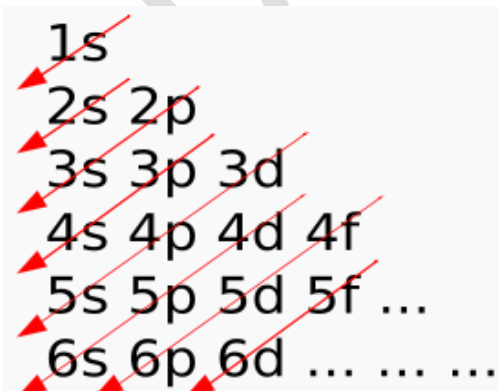 1s
2s 2p
3s 3p 3d
4s 4p 4d 4f
5s 5p 5d 5f ...
6s 6p 6d ... ... ...